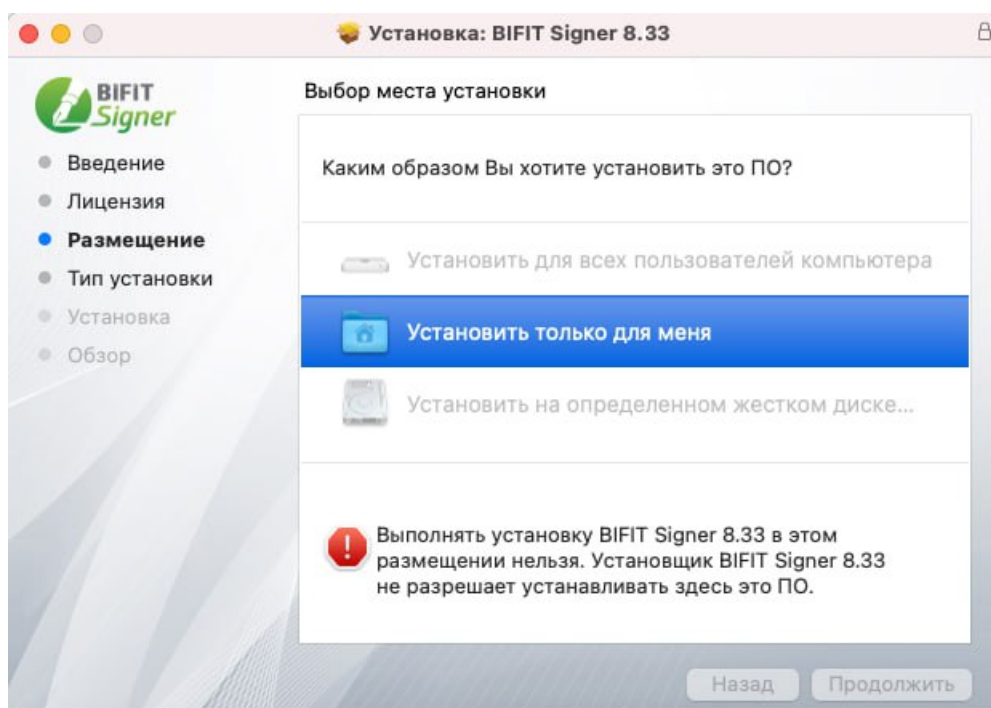 Установка: BIFIT Signer 8.33
BIFIT
Signer
Введение
Лицензия
Размещение
Тип установки
Установка
Обзор
Выбор места установки
Каким образом Вы хотите установить это ПО?
Установить для всех пользователей компьютера
Установить только для меня
Установить на определенном жестком диске...
Выполнять установку BIFIT Signer 8.33 в этом
размещении нельзя. Установщик BIFIT Signer 8.33
не разрешает устанавливать здесь это ПО.
Назад
Продолжить